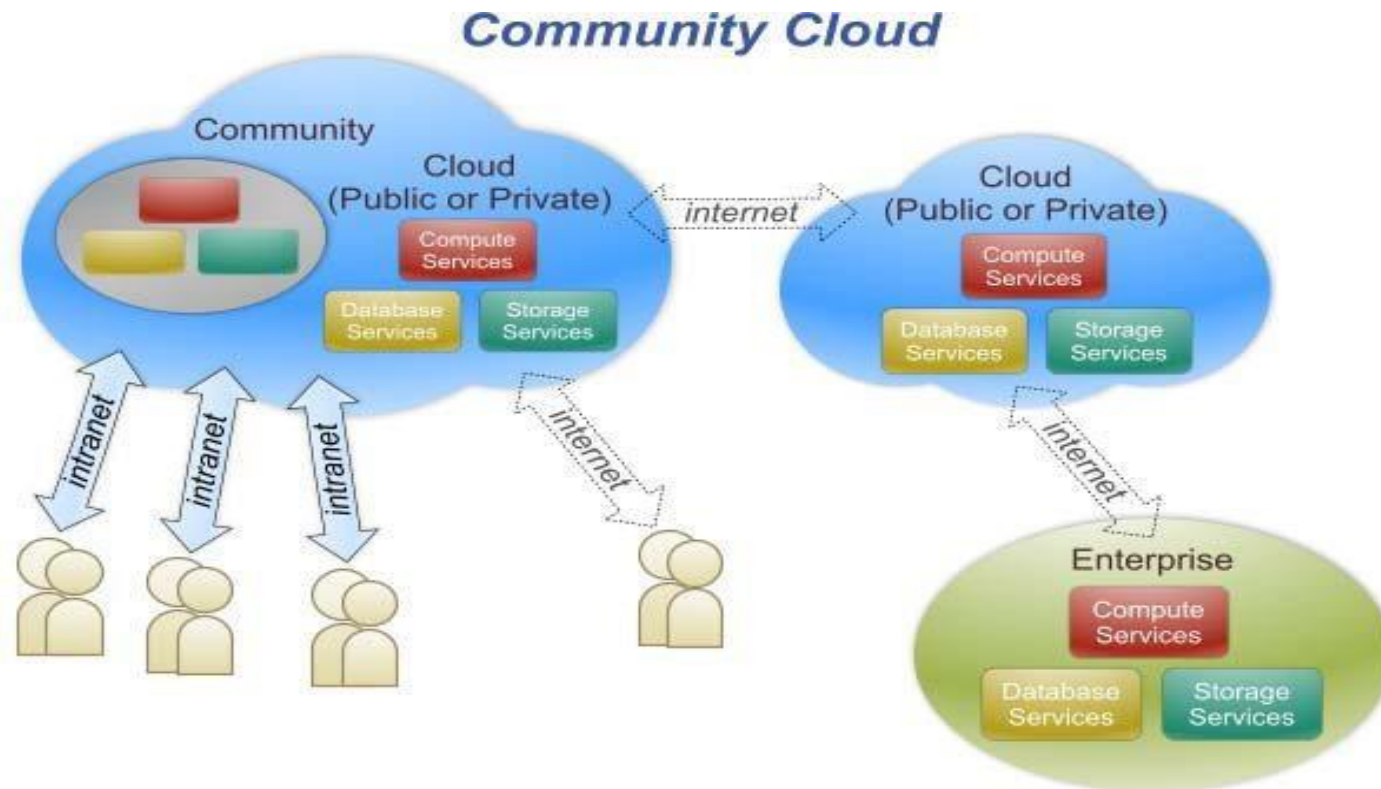 Community Cloud
Community
Cloud
(Public or Private)
Compute
Services
Database
Services
Storage
Services
internet
Cloud
(Public or Private)
Compute
Services
Database
Services
Storage
Services
intranet
intranet
intranet
internet
internet
Enterprise
Compute
Services
Database
Services
Storage
Services